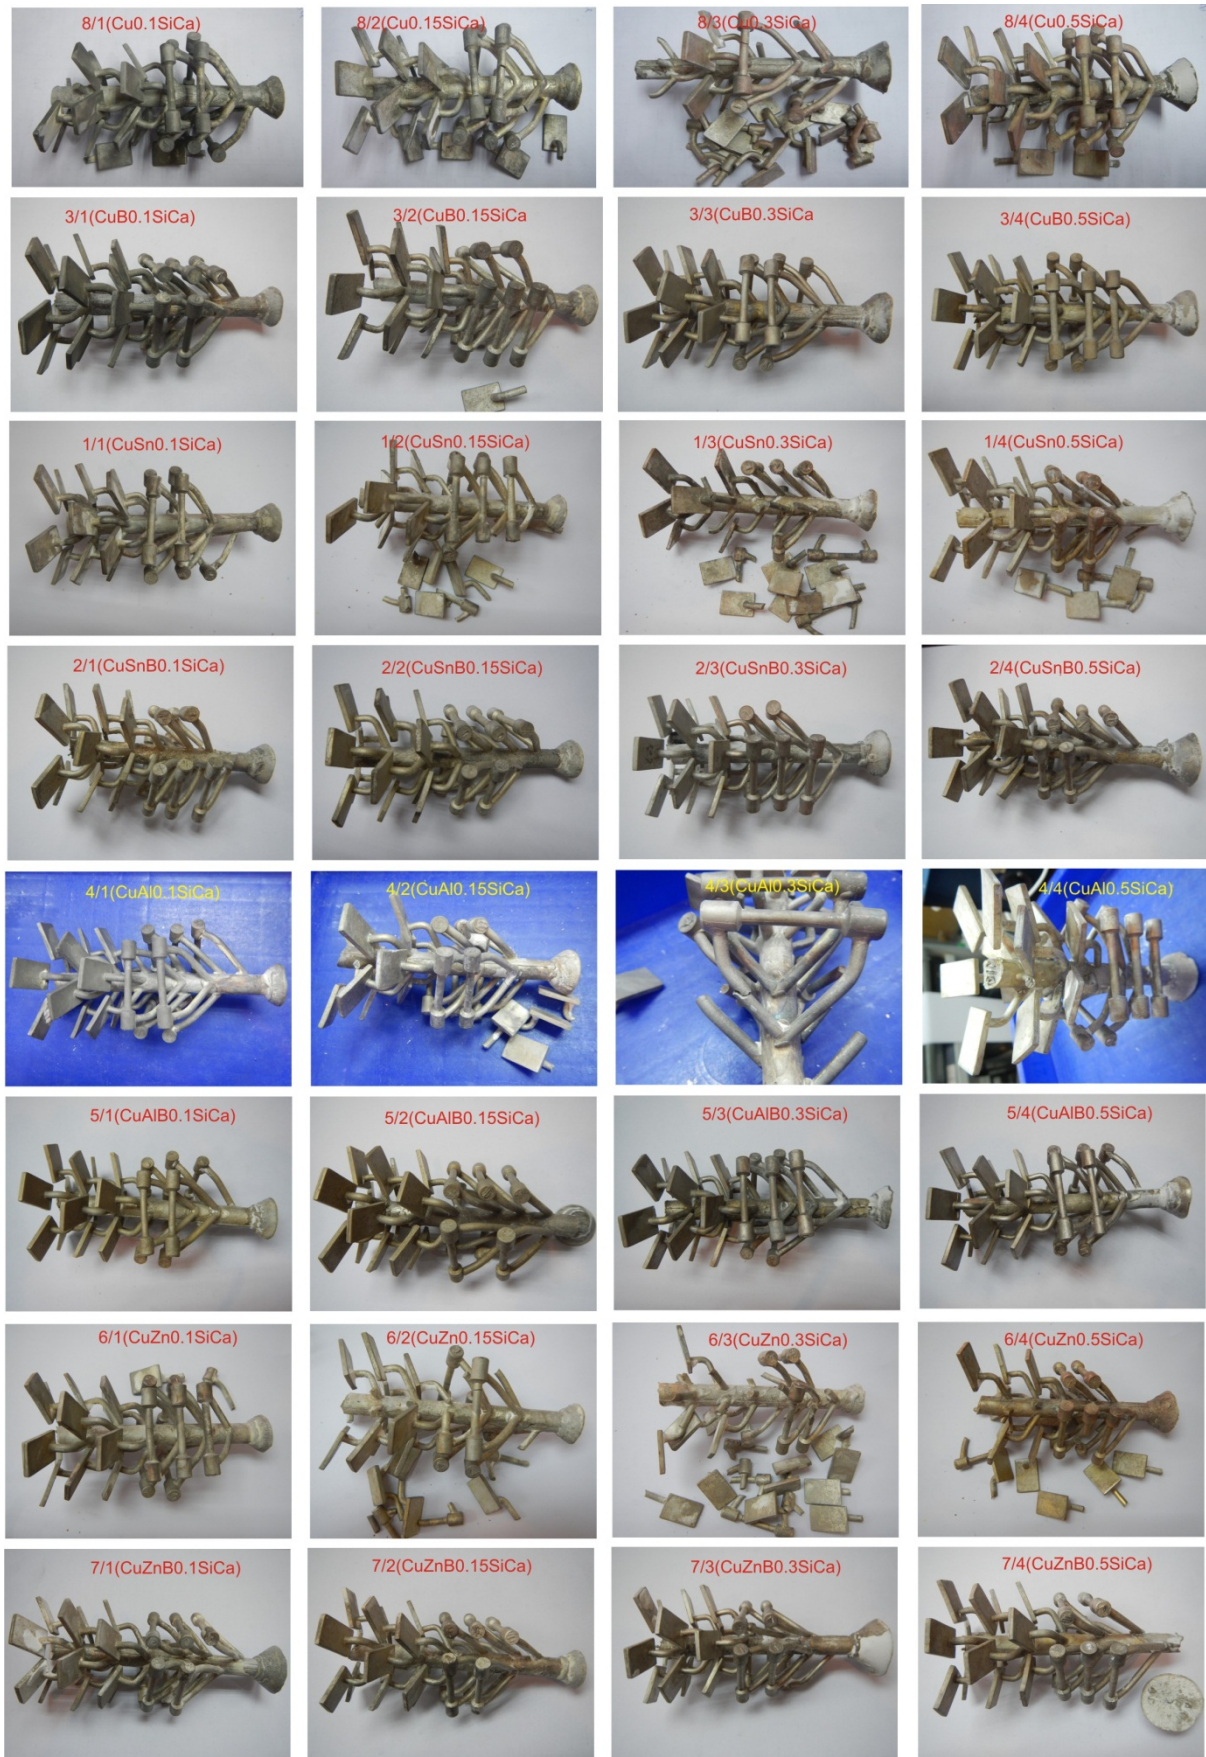 8/1(Cu0.1SiCa)
8/2(Cu0.15SiCa)
8/3(Cu0.3SiCa)
8/4(Cu0.5SiCa)
3/1(CuB0.1SiCa)
3/2(CuB0.15SiCa
3/3(CuB0.3SiCa
3/4(CuB0.5SiCa)
1/1(CuSn0.1SiCa)
1/2(CuSn0.15SiCa)
1/3(CuSn0.3SiCa)
1/4(CuSn0.5SiCa)
2/1(CuSnB0.1SiCa)
2/2(CuSnB0.15SiCa)
2/3(CuSnB0.3SiCa)
2/4(CuSnB0.5SiCa)
4/1(CuAl0.1SiCa)
4/2(CuAl0.15SiCa)
4/3(CuAl0.3SiCa)
4/4(CuAl0.5SiCa)
5/1(CuAlB0.1SiCa)
5/2(CuAlB0.15SiCa)
5/3(CuAlB0.3SiCa)
5/4(CuAlB0.5SiCa)
6/1(CuZn0.1SiCa)
6/2(CuZn0.15SiCa)
6/3(CuZn0.3SiCa)
6/4(CuZn0.5SiCa)
7/1(CuZnB0.1SiCa)
7/2(CuZnB0.15SiCa)
7/3(CuZnB0.3SiCa)
7/4(CuZnB0.5SiCa)